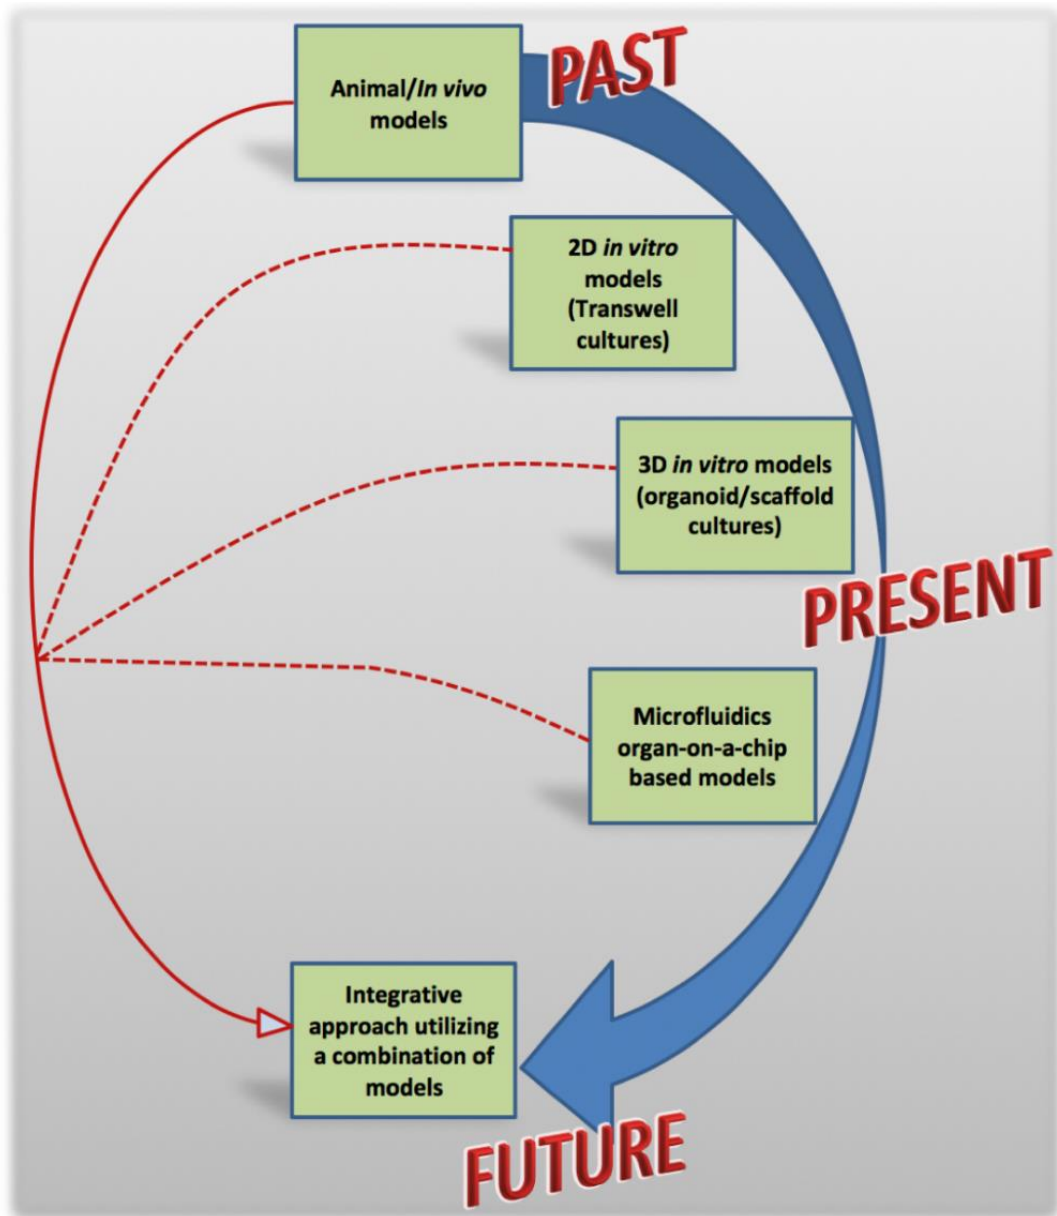 PAST
Animal/In vivo
models
2D in vitro
models
(Transwell
cultures)
3D in vitro models
(organoid/scaffold
cultures)
PRESENT
Microfluidics
organ-on-a-chip
based models
Integrative
approach utilizing
a combination of
models
FUTURE